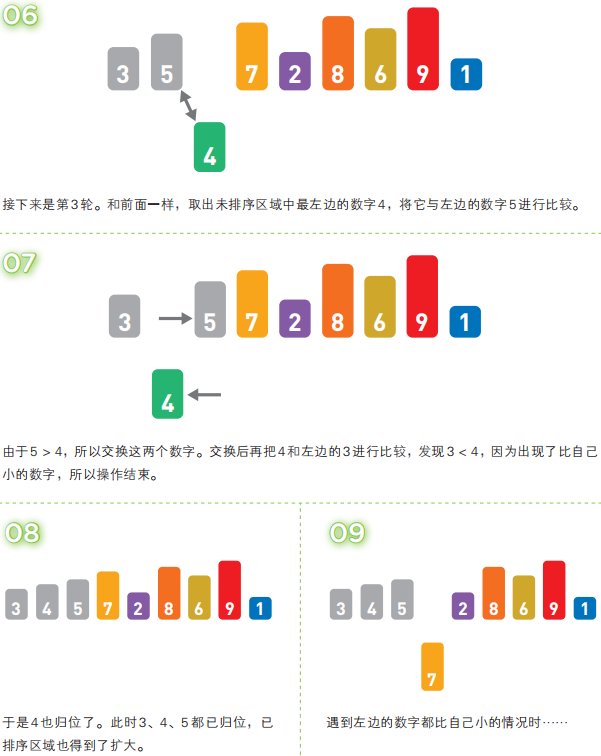 06
3 5 7 2 8 6 9 1
4
接下来是第3轮。和前面一样，取出未排序区域中最左边的数字4，将它与左边的数字5进行比较。
07
3 5 7 2 8 6 9 1
4
由于5 > 4，所以交换这两个数字。交换后再把4和左边的3进行比较，发现3 < 4，因为出现了比自己
小的数字，所以操作结束。
08
3 4 5 7 2 8 6 9 1
于是4也归位了。此时3、4、5都已归位，已
排序区域也得到了扩大。
09
3 4 5 2 8 6 9 1
7
遇到左边的数字都比自己小的情况时……